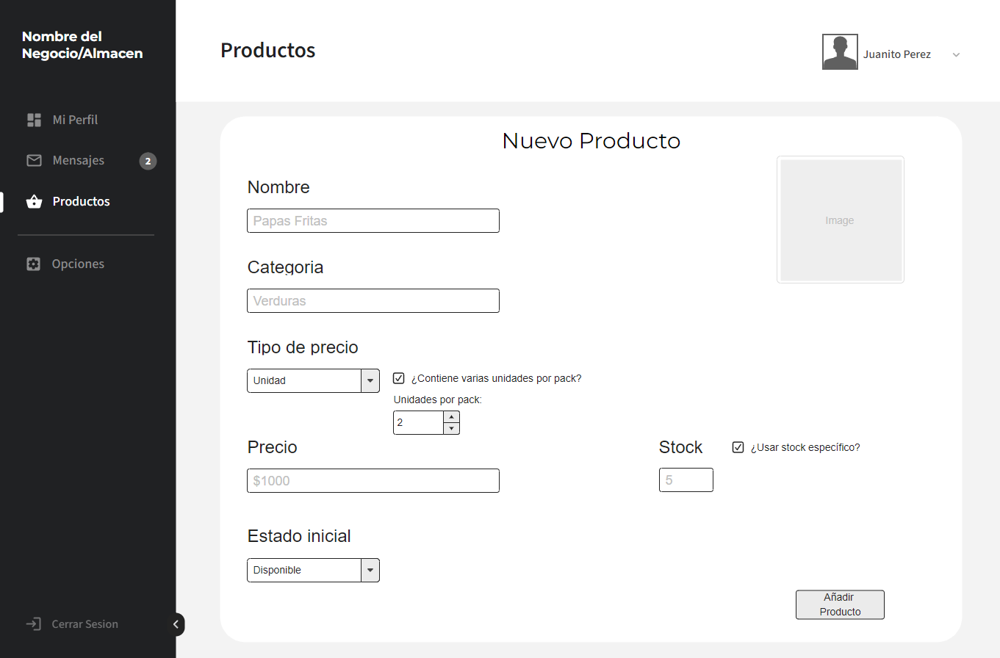 Nombre del
Negocio/Almacen
Mi Perfil
Mensajes
2
Productos
Opciones
Cerrar Sesion
Productos
Juanito Perez
Nuevo Producto
Image
Nombre
Papas Fritas
Categoria
Verduras
Tipo de precio
Unidad
¿Contiene varias unidades por pack?
Unidades por pack:
2
Precio
$1000
Stock
¿Usar stock específico?
5
Estado inicial
Disponible
Añadir
Producto